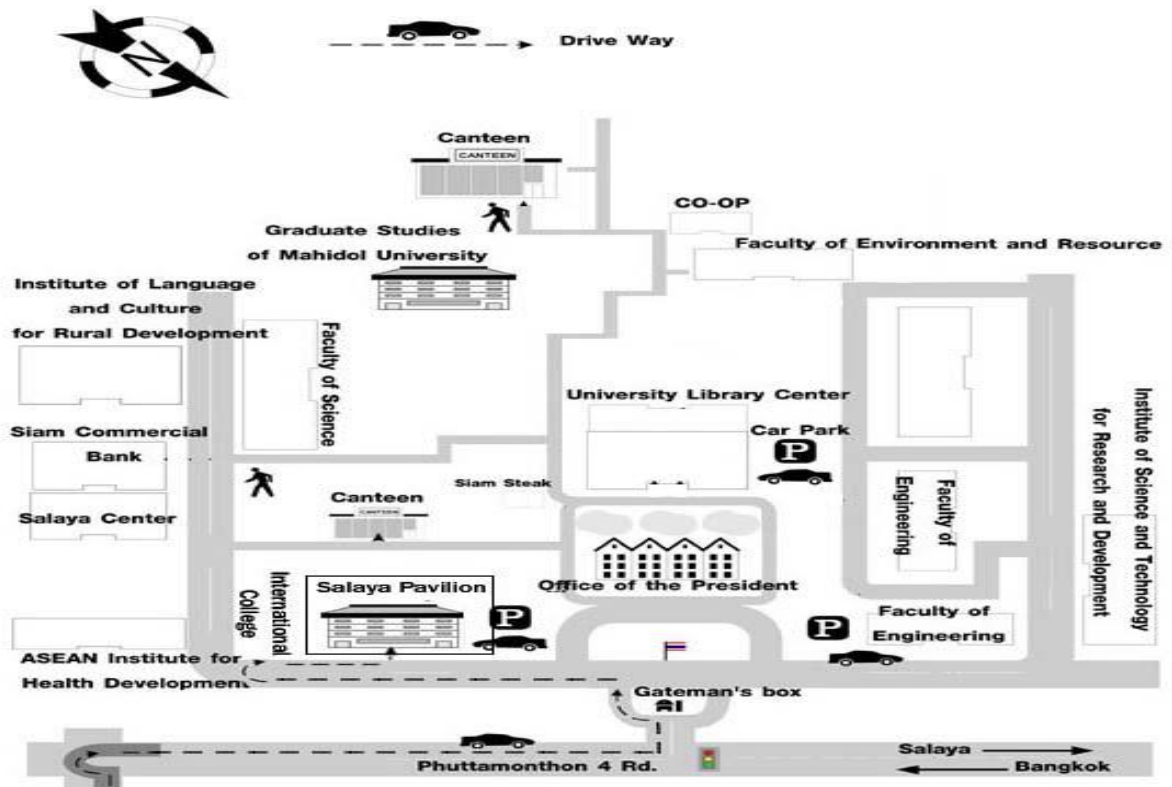 N
Drive Way
Canteen
CANTEEN
CO-OP
Graduate Studies
of Mahidol University
Faculty of Environment and Resource
Institute of Language
and Culture
for Rural Development
Faculty of Science
University Library Center
Car Park
P
Institute of Science and Technology
for Research and Development
Siam Commercial
Bank
Siam Steak
Faculty of
Engineering
Canteen
CANTEEN
Salaya Center
Office of the President
International
College
Salaya Pavilion
P
P
Faculty of
Engineering
ASEAN Institute for
Health Development
Gateman's box
Phuttamonthon 4 Rd.
Salaya
Bangkok